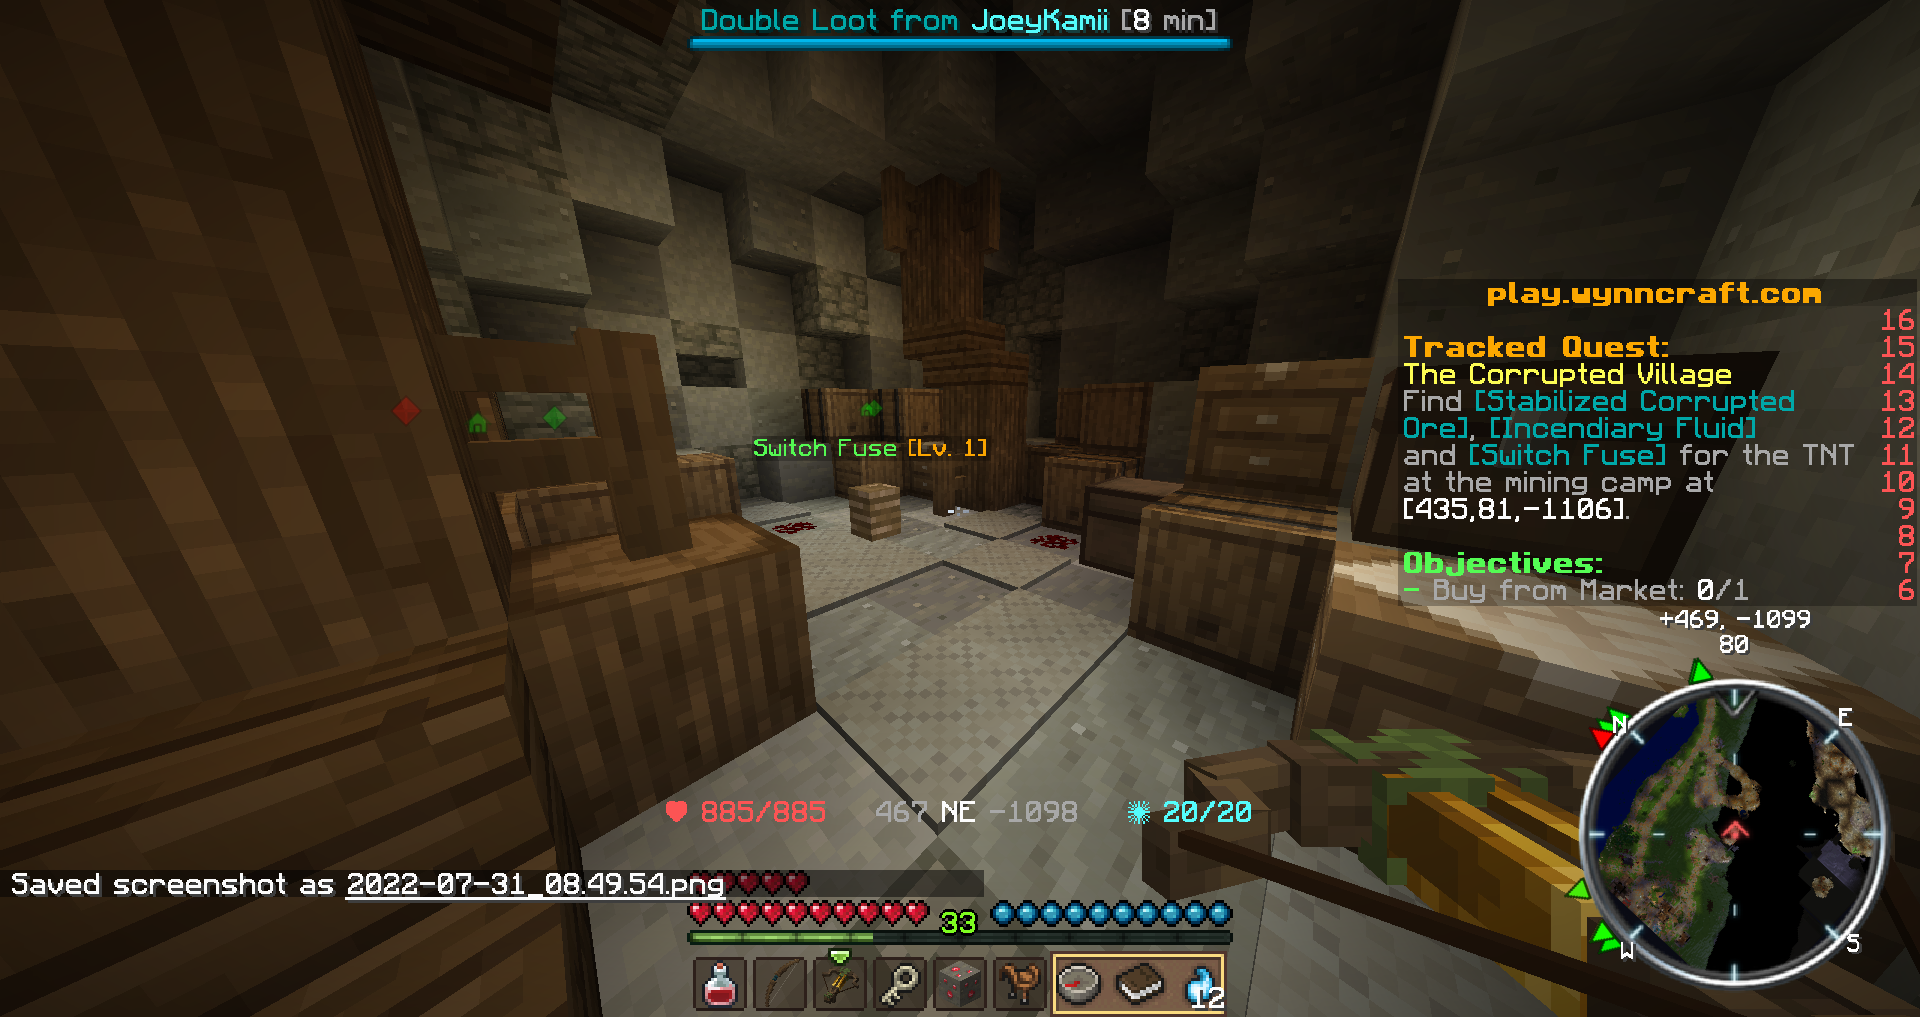 Double Loot from JoeyKamii [8 min]
play.wynncraft.com
16
Tracked Quest: 15
The Corrupted Village 14
Find [Stabilized Corrupted 13
Ore], [Incendiary Fluid] 12
and [Switch Fuse] for the TNT 11
at the mining camp at 10
[435,81,-1106]. 9
8
Objectives: 7
- Buy from Market: 0/1 6
Switch Fuse [Lv. 1]
+469, -1099
80
N
E
S
W
885/885 467 NE -1098 20/20
Saved screenshot as 2022-07-31_08.49.54.png
33
12